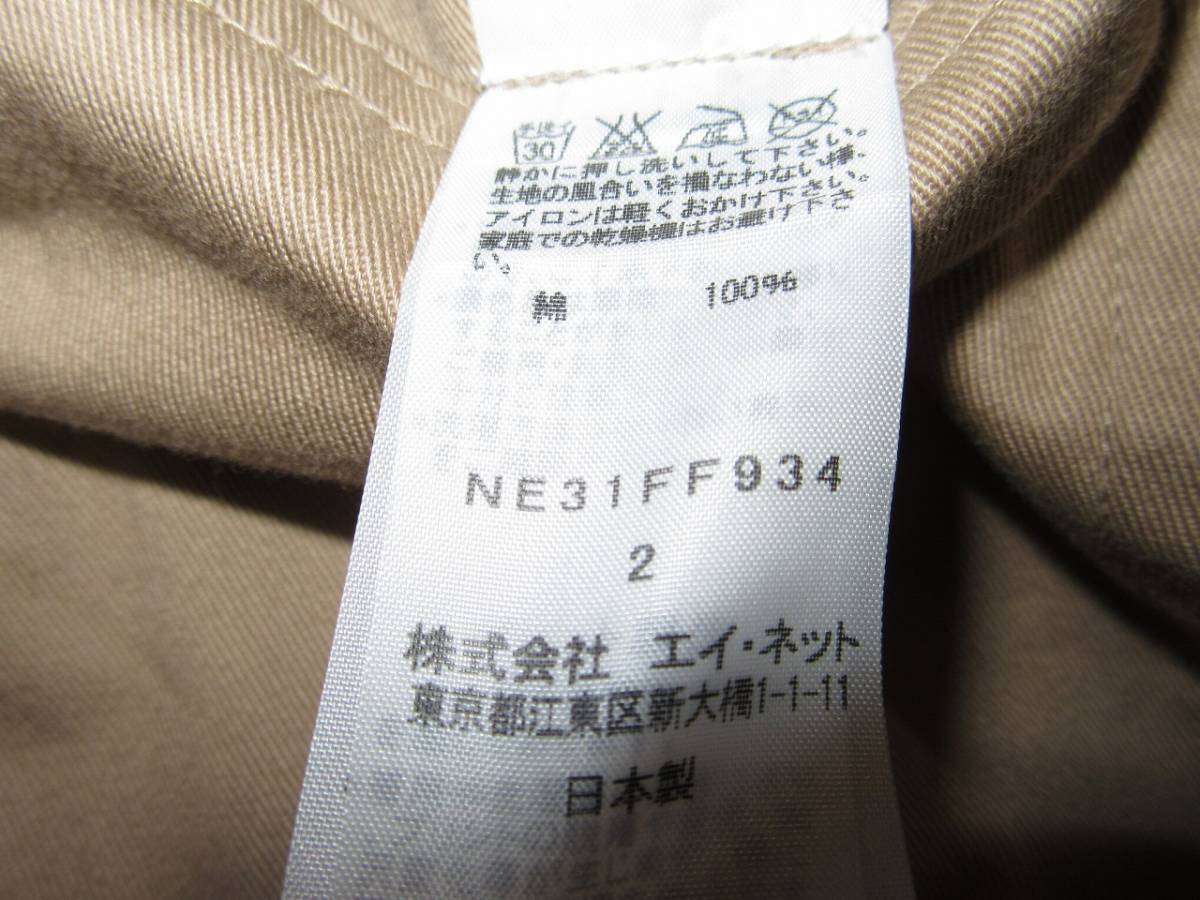 手洗イ
30
静かに押し洗いして下さい。
生地の風合いを損なわない様、
アイロンは軽くおかけ下さい。
家庭での乾燥機はお避け下さ
い。
綿 100%
NE31FF934
2
株式会社 エイ・ネット
東京都江東区新大橋1-1-11
日本製